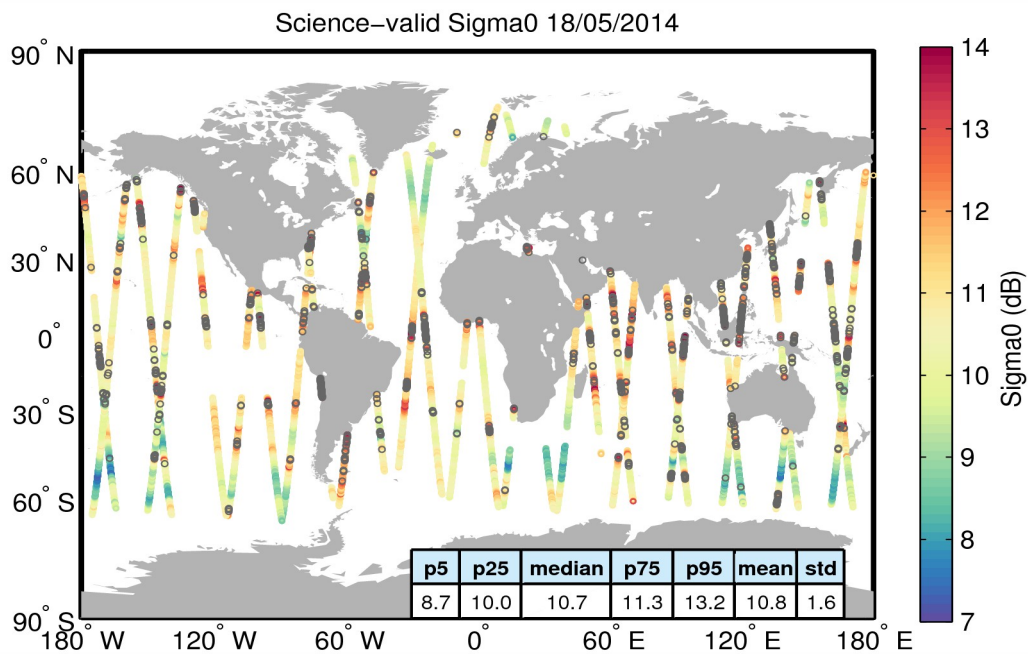 Science−valid Sigma0 18/05/2014
90° N
60° N
30° N
0°
30° S
60° S
90° S
180° W
120° W
60° W
0°
60° E
120° E
180° E
14
13
12
11
10
9
8
7
Sigma0 (dB)
p5 p25 median p75 p95 mean std
8.7 10.0 10.7 11.3 13.2 10.8 1.6